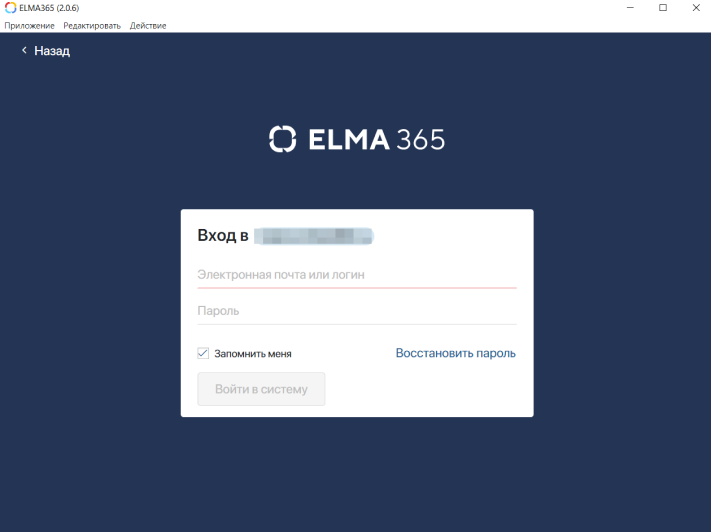 ELMA365 (2.0.6)
Приложение Редактировать Действие
Назад
ELMA 365
Вход в
Электронная почта или логин
Пароль
Запомнить меня
Восстановить пароль
Войти в систему